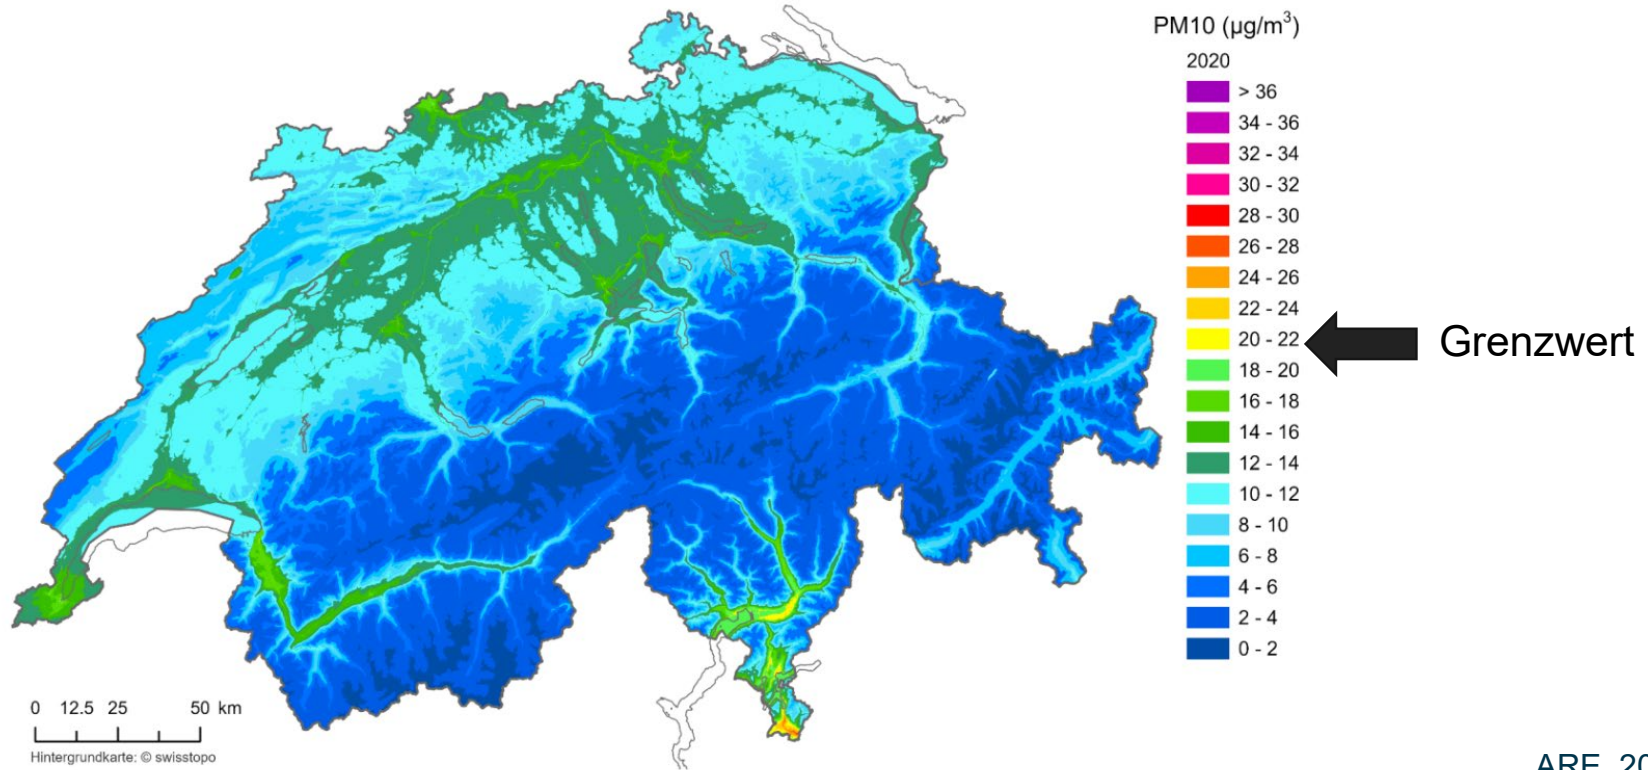 PM10 (µg/m³)
2020
> 36
34 - 36
32 - 34
30 - 32
28 - 30
26 - 28
24 - 26
22 - 24
20 - 22
18 - 20
16 - 18
14 - 16
12 - 14
10 - 12
8 - 10
6 - 8
4 - 6
2 - 4
0 - 2
Grenzwert
0 12.5 25 50 km
Hintergrundkarte: © swisstopo
ARE, 20